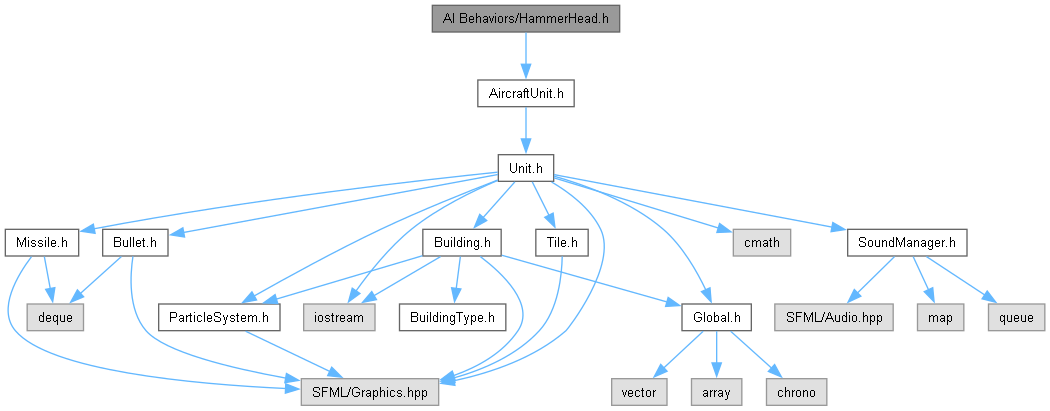 AI Behaviors/HammerHead.h
AircraftUnit.h
Unit.h
Missile.h
Bullet.h
Building.h
Tile.h
cmath
SoundManager.h
deque
ParticleSystem.h
iostream
BuildingType.h
Global.h
SFML/Audio.hpp
map
queue
SFML/Graphics.hpp
vector
array
chrono